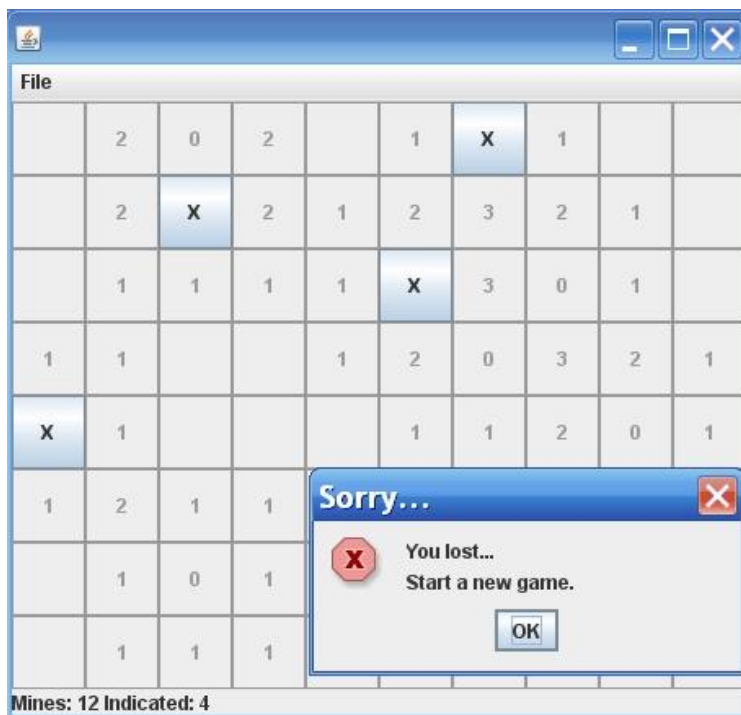 File
2 0 2 1 X 1
2 X 2 1 2 3 2 1
1 1 1 1 X 3 0 1
1 1 1 2 0 3 2 1
X 1 1 1 2 0 1
1 2 1 1
Sorry...
1 0 1
X You lost...
Start a new game.
OK
1 1 1
Mines: 12 Indicated: 4